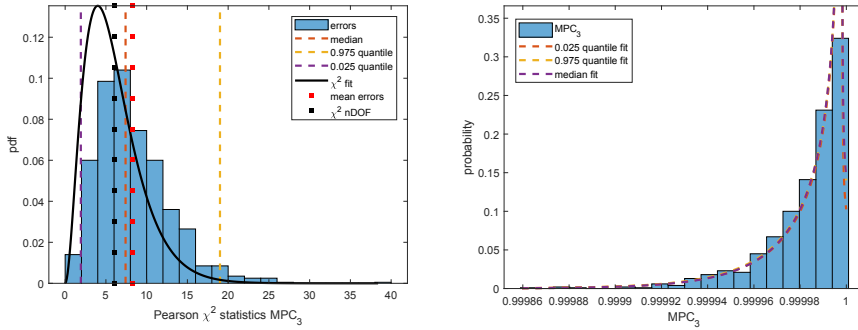 0.12
0.1
0.08
0.06
0.04
0.02
0
pdf
0 5 10 15 20 25 30 35 40
Pearson χ² statistics MPC₃
errors
median
0.975 quantile
0.025 quantile
χ² fit
mean errors
χ² nDOF
0.35
0.3
0.25
0.2
0.15
0.1
0.05
0
probability
0.99986 0.99988 0.9999 0.99992 0.99994 0.99996 0.99998 1
MPC₃
MPC₃
0.025 quantile fit
0.975 quantile fit
median fit